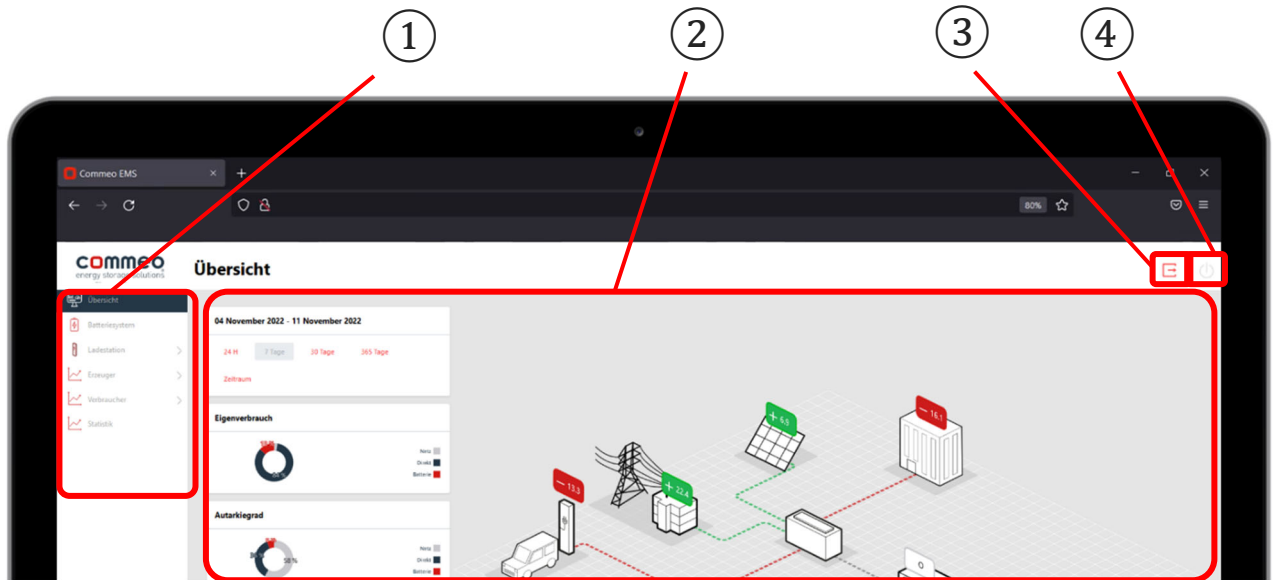 ① ② ③ ④
Commeo EMS
80%
commeo
energy storage solutions
Übersicht
Übersicht
Batteriesystem
Ladestation
Erzeuger
Verbraucher
Statistik
04 November 2022 - 11 November 2022
24 H 7 Tage 30 Tage 365 Tage
Zeitraum
Eigenverbrauch
Netz
Direkt
Batterie
Autarkiegrad
58 %
Netz
Direkt
Batterie
+ 6.5
- 16.1
- 13.3
+ 22.4